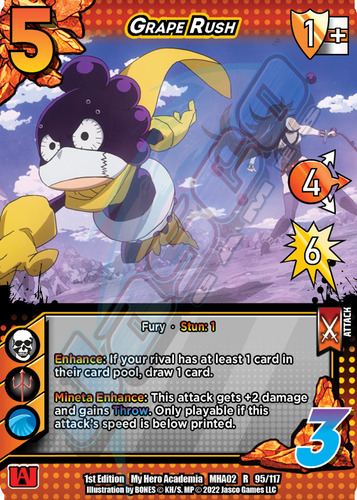 5
GRAPE RUSH
1 +
4
6
ATTACK
Fury • Stun: 1
Enhance: If your rival has at least 1 card in
their card pool, draw 1 card.
Mineta Enhance: This attack gets +2 damage
and gains Throw. Only playable if this
attack's speed is below printed.
3
1st Edition My Hero Academia MHA02 R 95/117
Illustration by BONES © KH/S. MP © 2022 Jasco Games LLC